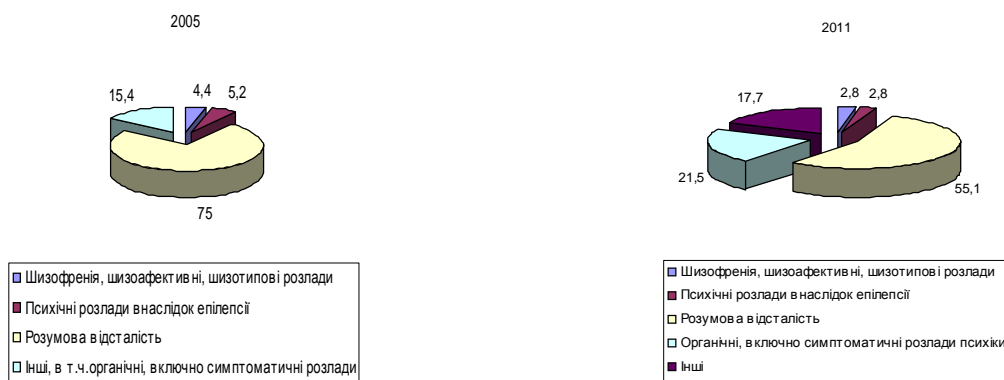 2005
4,4
5,2
15,4
75
Шизофренія, шизоафективні, шизотипові розлади
Психічні розлади внаслідок епілепсії
Розумова відсталість
Інші, в т.ч.органічні, включно симптоматичні розлади
2011
2,8
2,8
17,7
21,5
55,1
Шизофренія, шизоафективні, шизотипові розлади
Психічні розлади внаслідок епілепсії
Розумова відсталість
Органічні, включно симптоматичні розлади психіки
Інші